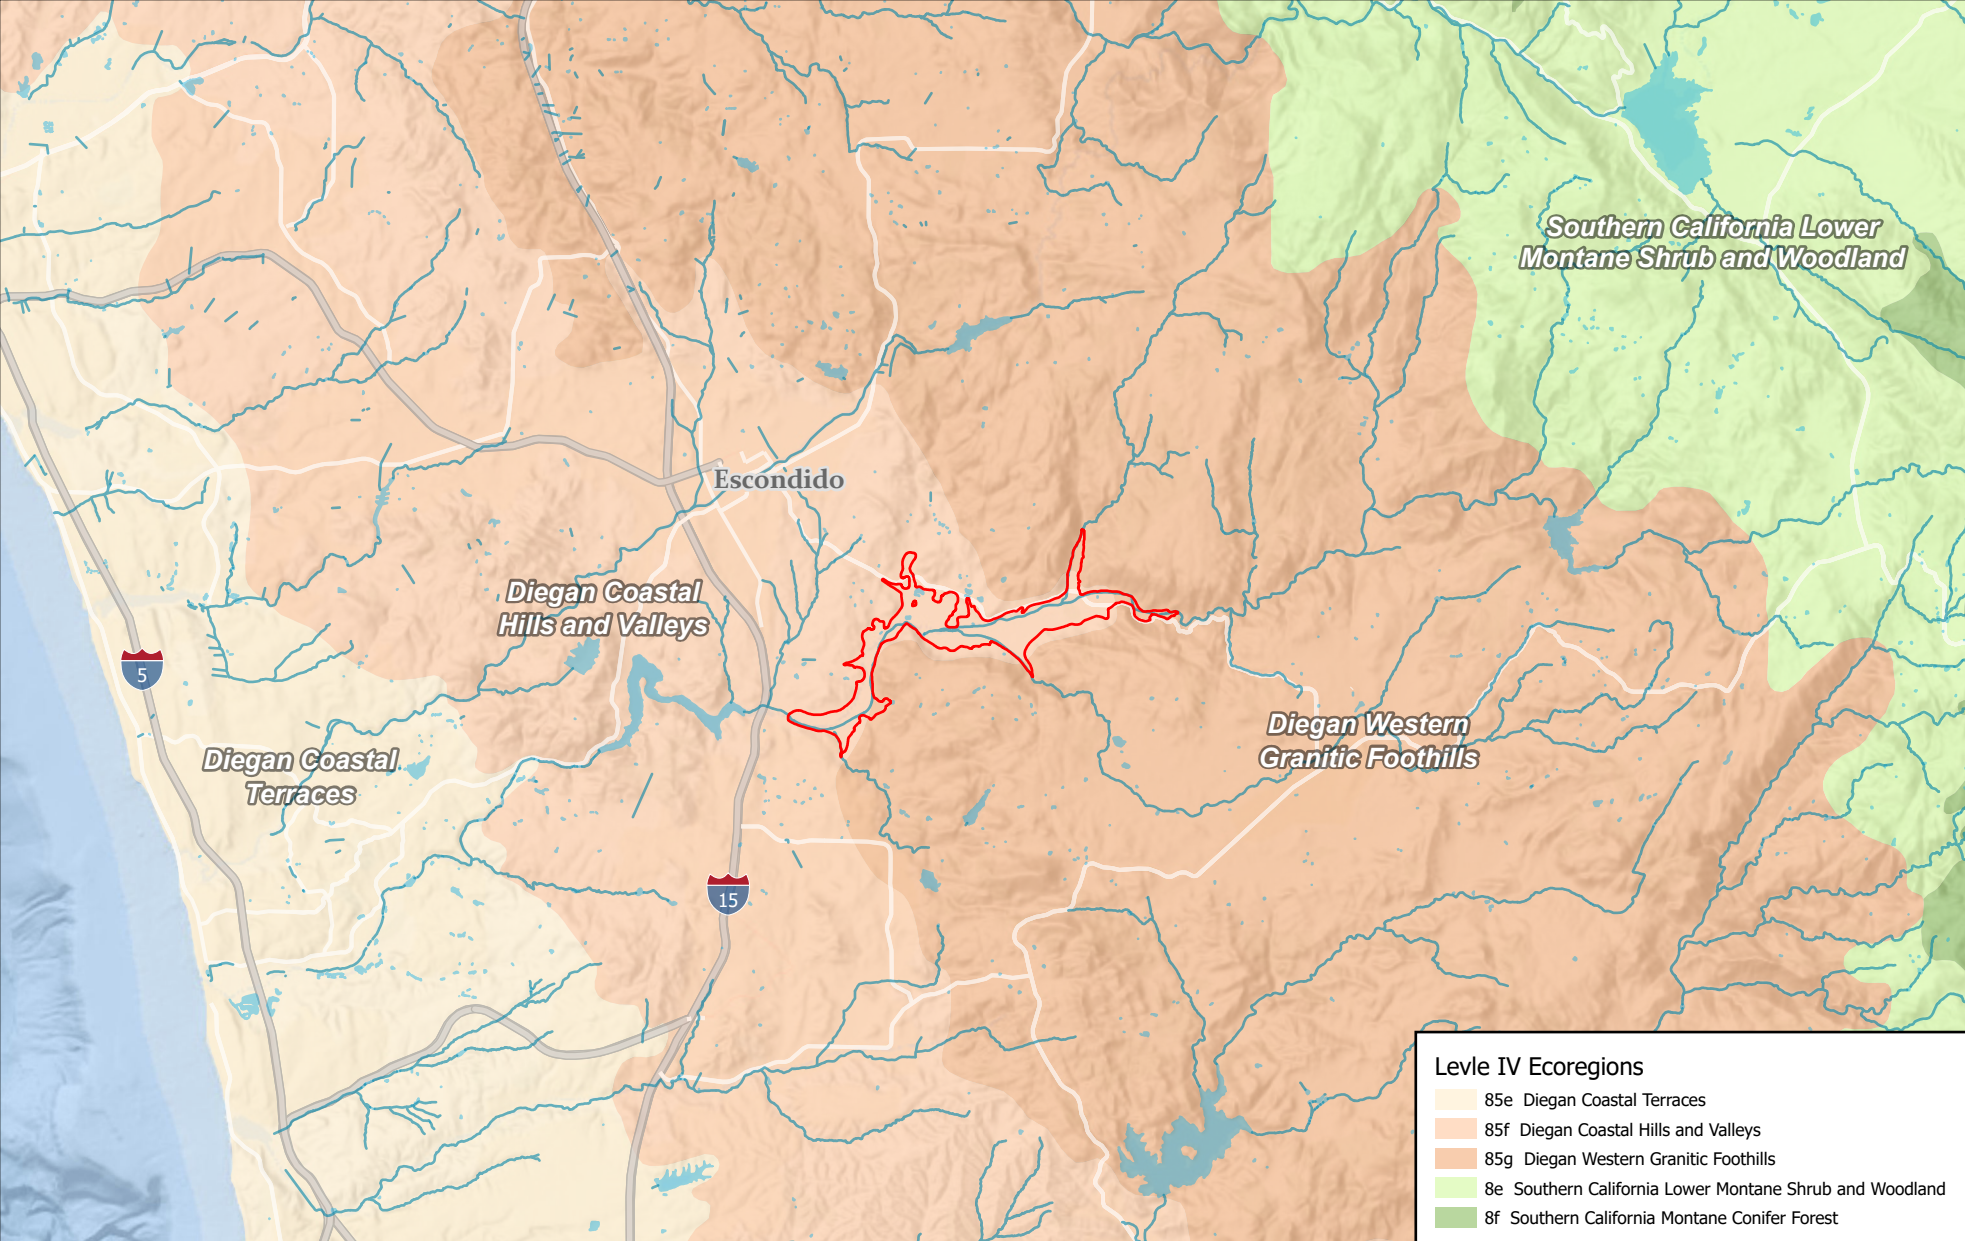 Southern California Lower
Montane Shrub and Woodland
Escondido
Diegan Coastal
Hills and Valleys
5
Diegan Western
Granitic Foothills
Diegan Coastal
Terraces
15
Levle IV Ecoregions
85e Diegan Coastal Terraces
85f Diegan Coastal Hills and Valleys
85g Diegan Western Granitic Foothills
8e Southern California Lower Montane Shrub and Woodland
8f Southern California Montane Conifer Forest